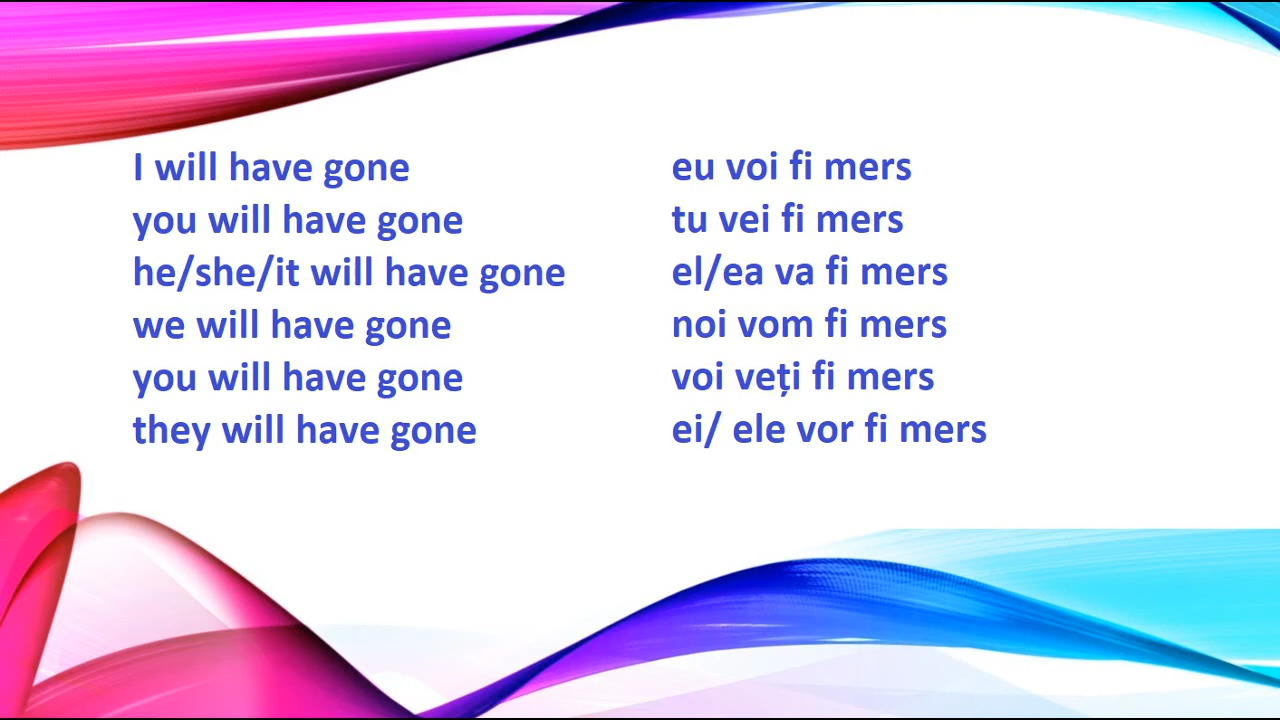 I will have gone
you will have gone
he/she/it will have gone
we will have gone
you will have gone
they will have gone
eu voi fi mers
tu vei fi mers
el/ea va fi mers
noi vom fi mers
voi veți fi mers
ei/ ele vor fi mers